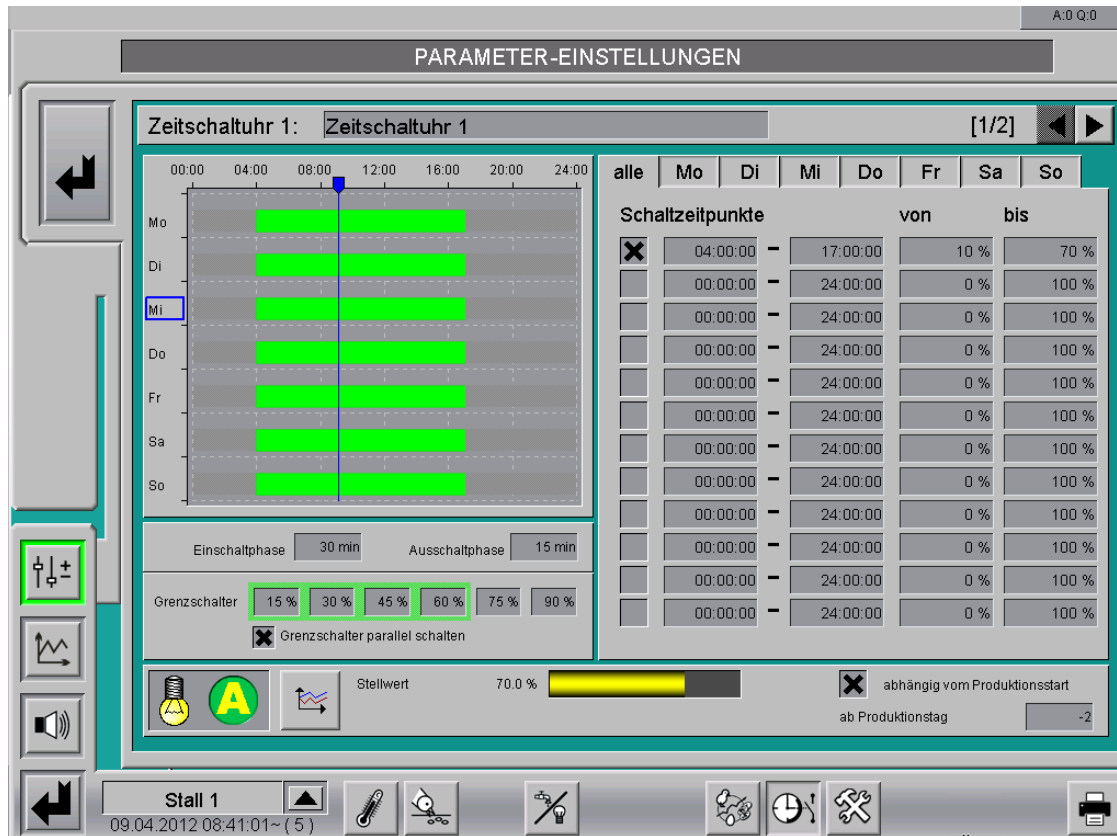 A:0 Q:0
PARAMETER-EINSTELLUNGEN
Zeitschaltuhr 1: Zeitschaltuhr 1 [1/2]
00:00 04:00 08:00 12:00 16:00 20:00 24:00
Mo
Di
Mi
Do
Fr
Sa
So
Einschaltphase 30 min Ausschaltphase 15 min
Grenzschalter 15 % 30 % 45 % 60 % 75 % 90 %
Grenzschalter parallel schalten
alle Mo Di Mi Do Fr Sa So
Schaltzeitpunkte von bis
04:00:00 - 17:00:00 10 % 70 %
00:00:00 - 24:00:00 0 % 100 %
00:00:00 - 24:00:00 0 % 100 %
00:00:00 - 24:00:00 0 % 100 %
00:00:00 - 24:00:00 0 % 100 %
00:00:00 - 24:00:00 0 % 100 %
00:00:00 - 24:00:00 0 % 100 %
00:00:00 - 24:00:00 0 % 100 %
00:00:00 - 24:00:00 0 % 100 %
00:00:00 - 24:00:00 0 % 100 %
00:00:00 - 24:00:00 0 % 100 %
00:00:00 - 24:00:00 0 % 100 %
A
Stellwert 70.0 %
abhängig vom Produktionsstart
ab Produktionstag -2
Stall 1
09.04.2012 08:41:01~ ( 5 )